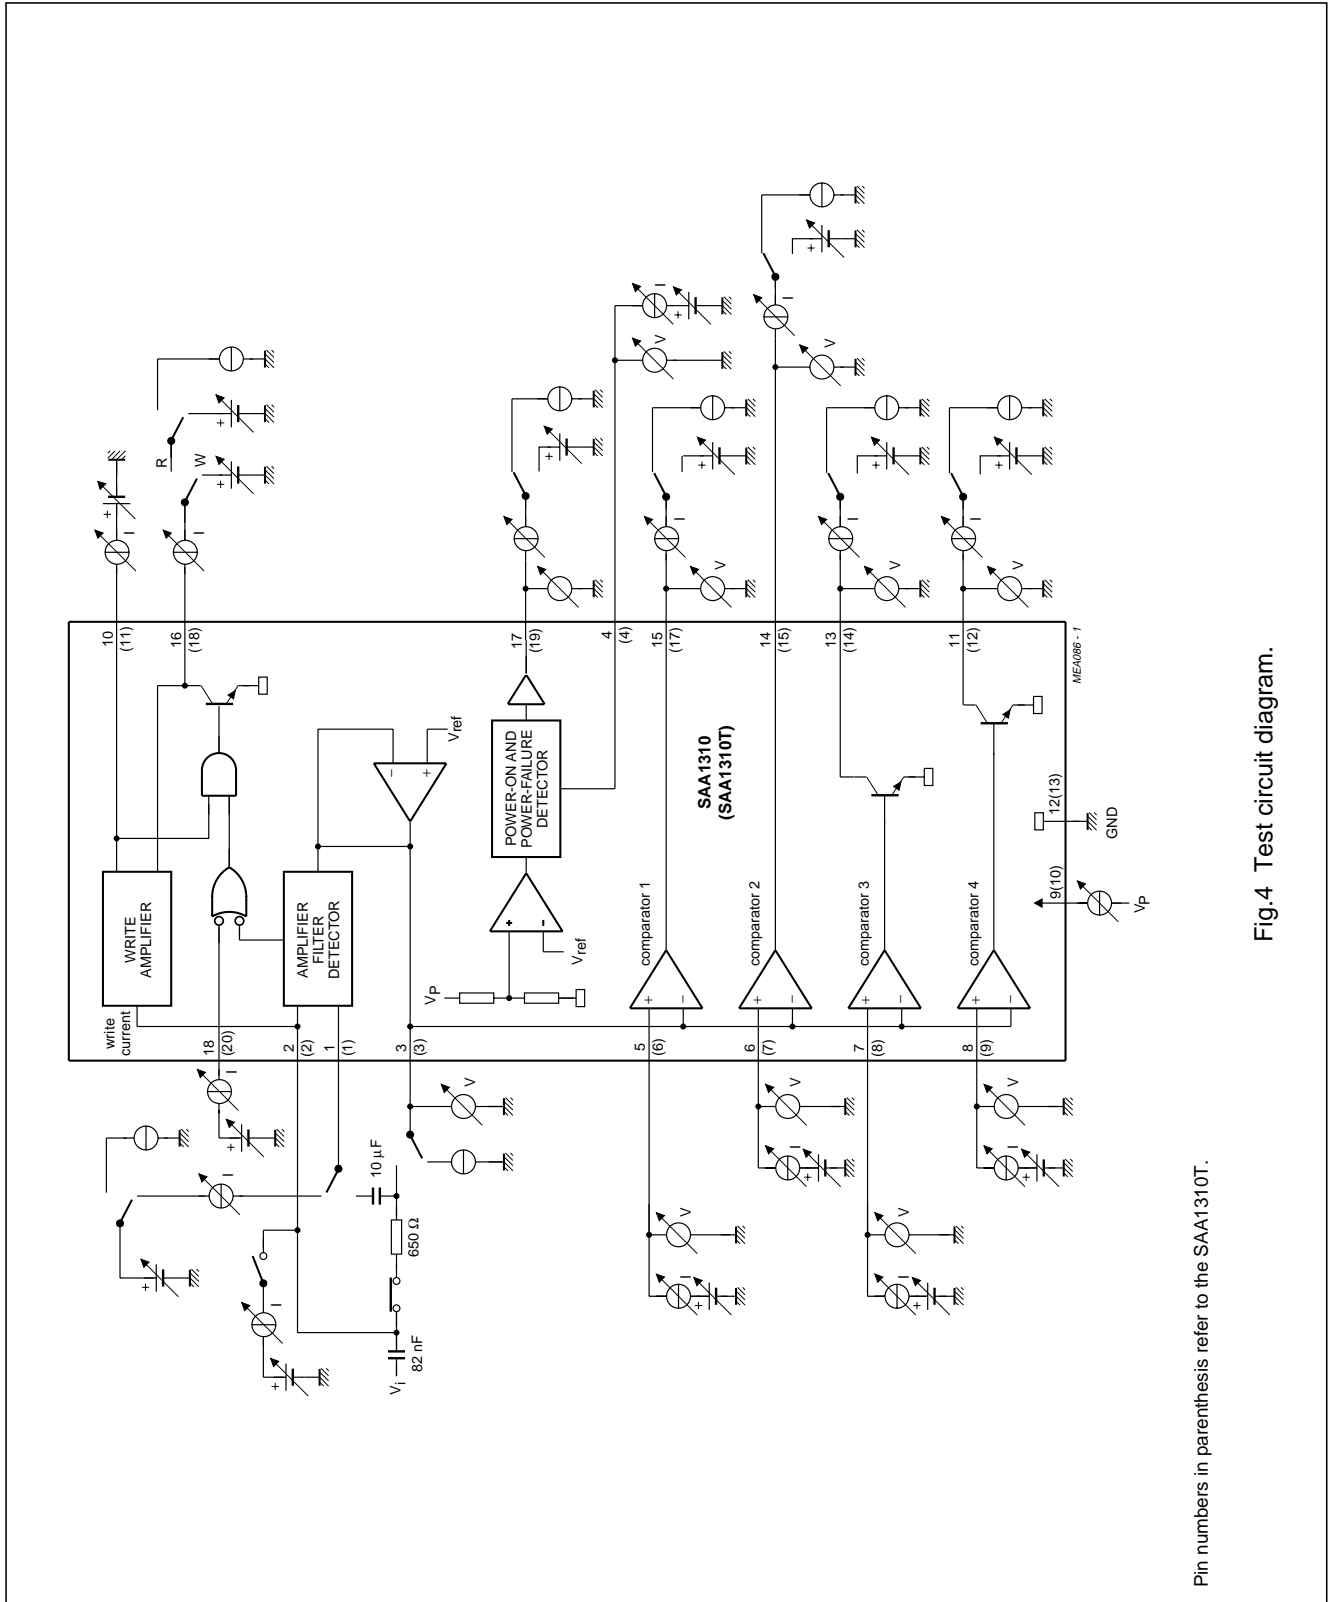 V_i
82 nF
650 Ω
10 µF
+
I
+
+
I
+
I
V
+
I
V
+
I
V
+
I
V
+
I
V
write
current
18
(20)
2
(2)
1
(1)
3
(3)
5
(6)
6
(7)
7
(8)
8
(9)
WRITE
AMPLIFIER
AMPLIFIER
FILTER
DETECTOR
V_P
+
−
V_ref
−
+
V_ref
POWER-ON AND
POWER-FAILURE
DETECTOR
comparator 1
+
−
comparator 2
+
−
comparator 3
+
−
comparator 4
+
−
SAA1310
(SAA1310T)
9(10)
V_P
12(13)
GND
10
(11)
16
(18)
17
(19)
4
(4)
15
(17)
14
(15)
13
(14)
11
(12)
MEA086 - 1
I
+
I
R
W
+
+
+
V
I
+
V
I
+
V
I
+
V
I
+
V
I
+
Pin numbers in parenthesis refer to the SAA1310T.
Fig.4 Test circuit diagram.